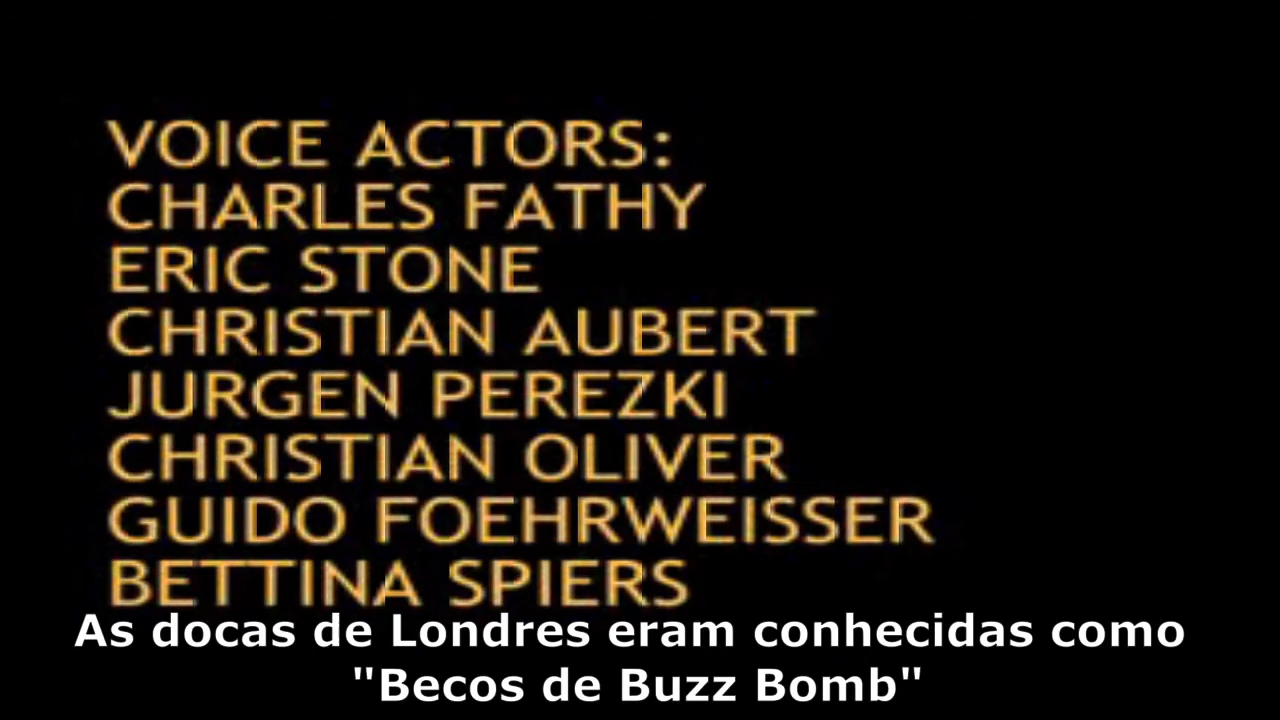 VOICE ACTORS:
CHARLES FATHY
ERIC STONE
CHRISTIAN AUBERT
JURGEN PEREZKI
CHRISTIAN OLIVER
GUIDO FOEHRWEISSER
BETTINA SPIERS
As docas de Londres eram conhecidas como
"Becos de Buzz Bomb"